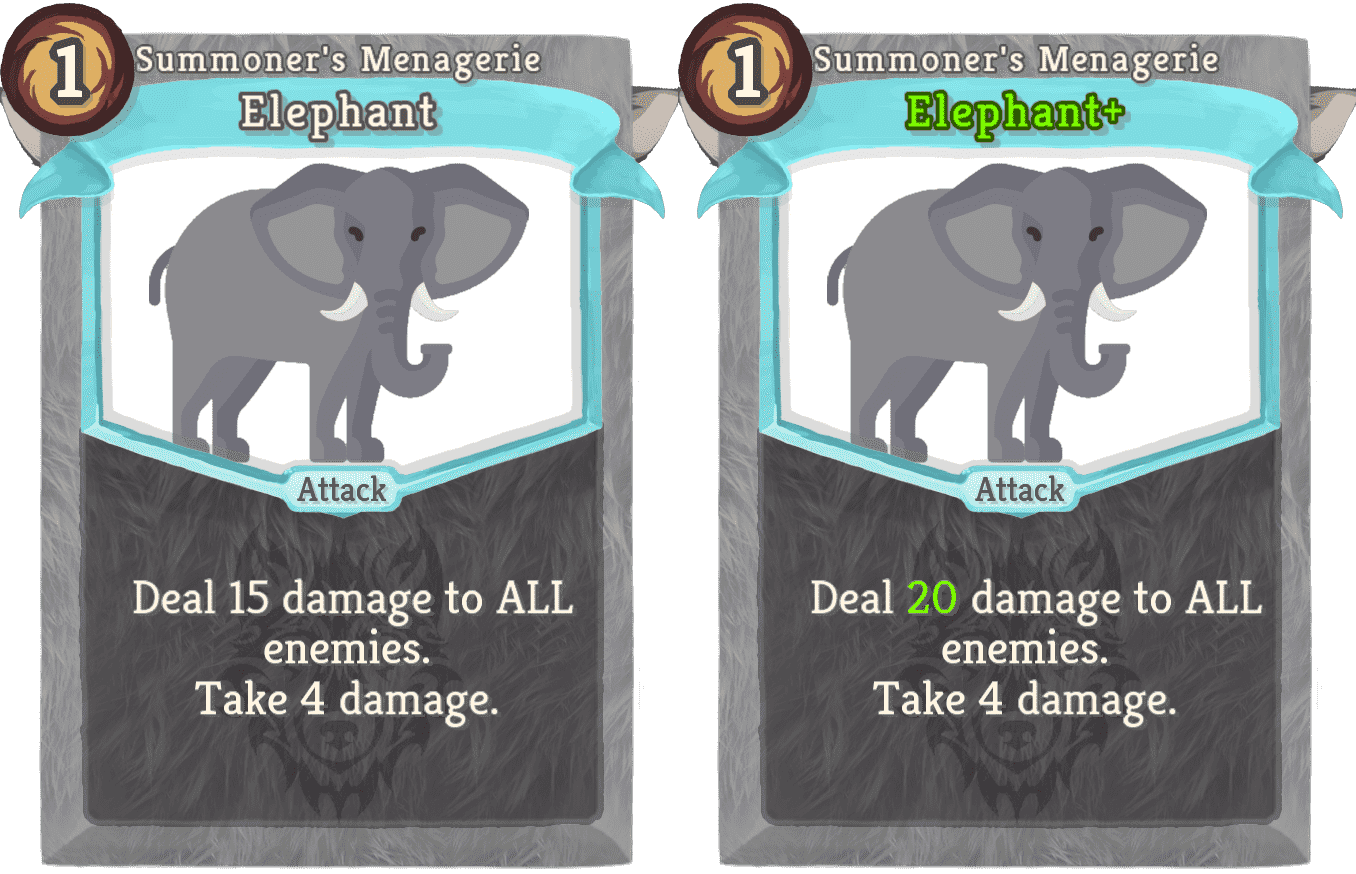 1
Summoner's Menagerie
Elephant
Attack
Deal 15 damage to ALL
enemies.
Take 4 damage.
1
Summoner's Menagerie
Elephant+
Attack
Deal 20 damage to ALL
enemies.
Take 4 damage.